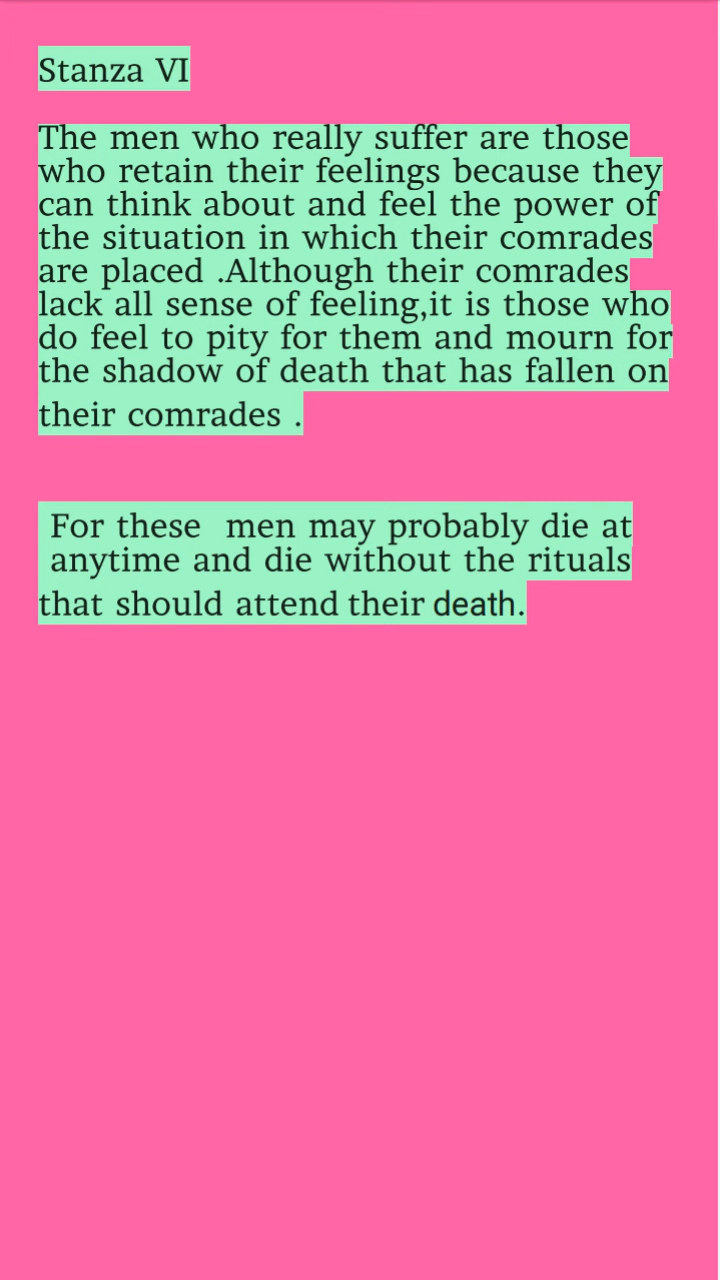 Stanza VI
The men who really suffer are those
who retain their feelings because they
can think about and feel the power of
the situation in which their comrades
are placed .Although their comrades
lack all sense of feeling,it is those who
do feel to pity for them and mourn for
the shadow of death that has fallen on
their comrades .
For these  men may probably die at
anytime and die without the rituals
that should attend their death.